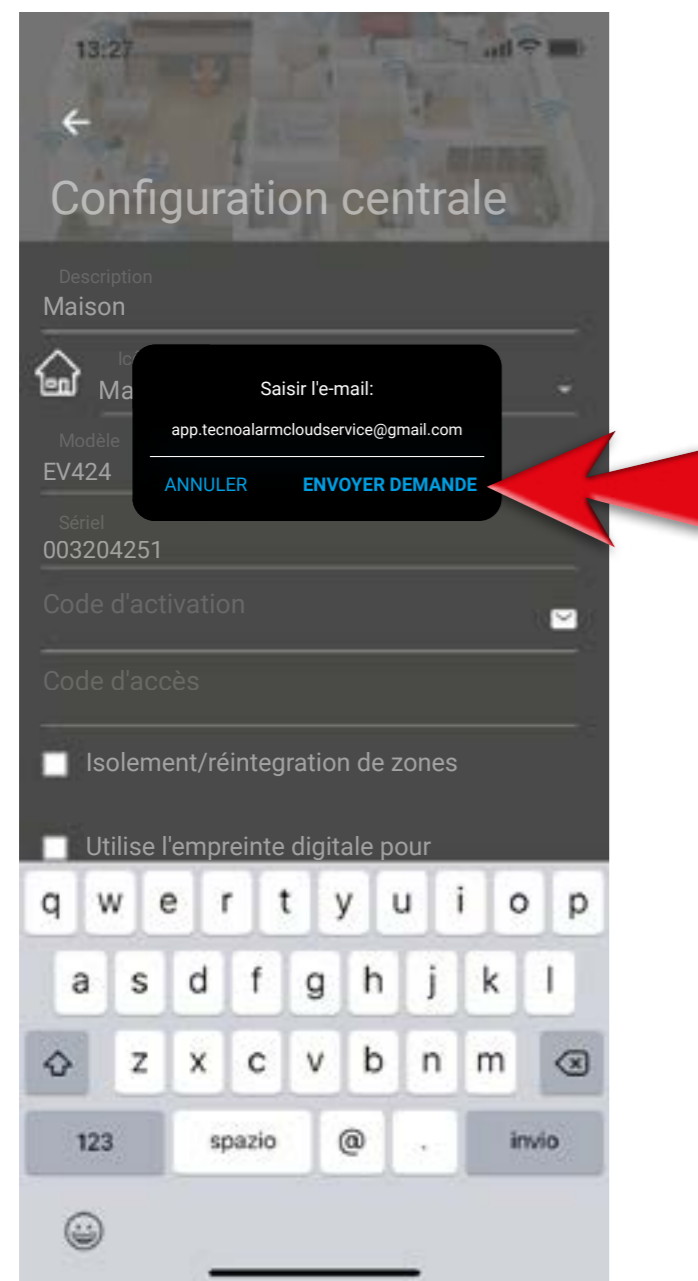 13:27
Configuration centrale
Description
Maison
Ic
Ma
Saisir l'e-mail:
app.tecnoalarmcloudservice@gmail.com
ANNULER ENVOYER DEMANDE
Modèle
EV424
Sériel
003204251
Code d'activation
Code d'accès
Isolement/réintegration de zones
Utilise l'empreinte digitale pour
q w e r t y u i o p
a s d f g h j k l
z x c v b n m
123 spazio @ . invio